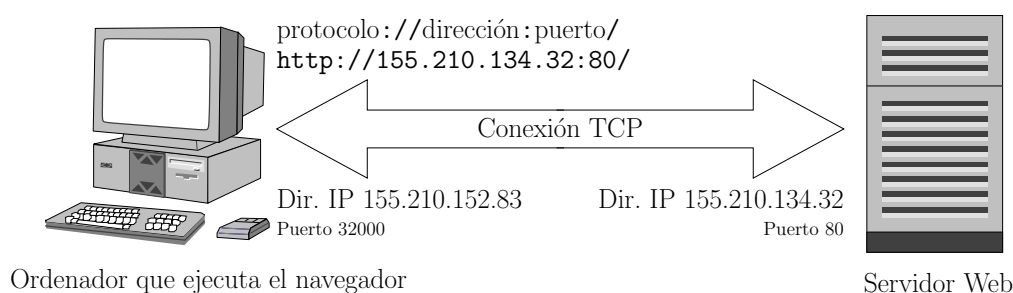 protocolo://dirección:puerto/
http://155.210.134.32:80/
Conexión TCP
Dir. IP 155.210.152.83
Puerto 32000
Dir. IP 155.210.134.32
Puerto 80
Ordenador que ejecuta el navegador
Servidor Web